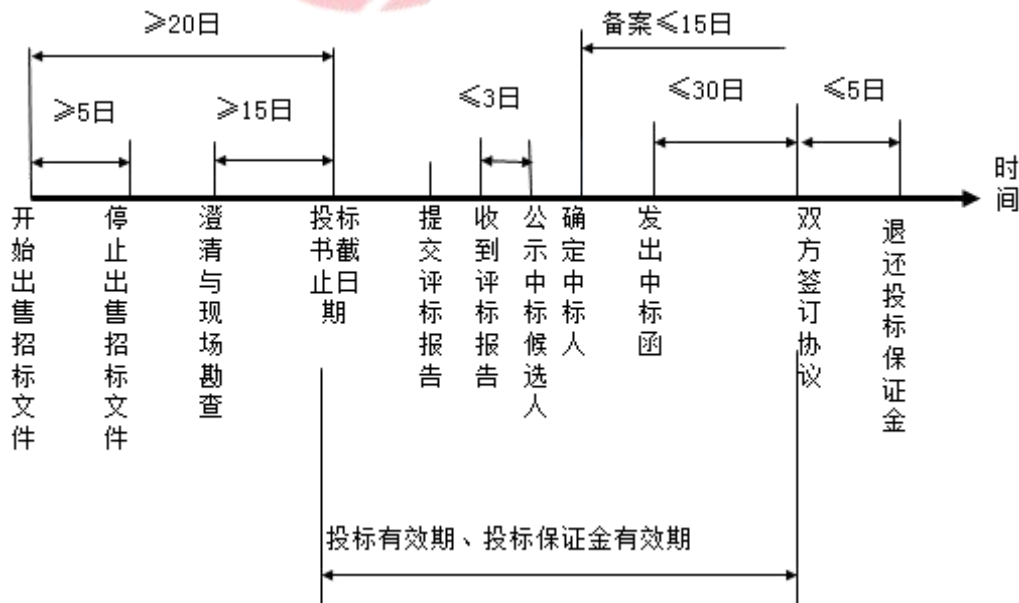 ≥20日
备案≤15日
≥5日
≥15日
≤3日
≤30日
≤5日
时间
开始出售招标文件
停止出售招标文件
澄清与现场勘查
投标书截止日期
提交评标报告
收到评标报告
公示中标候选人
确定中标人
发出中标函
双方签订协议
退还投标保证金
投标有效期、投标保证金有效期